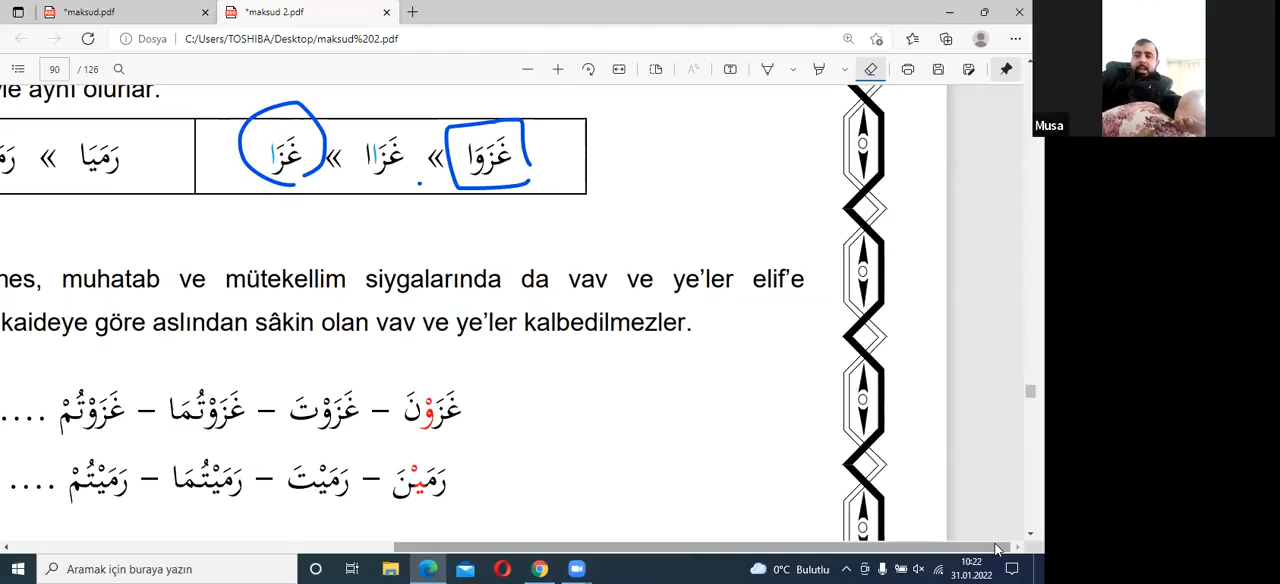 *maksud.pdf
*maksud 2.pdf
Dosya C:/Users/TOSHIBA/Desktop/maksud%202.pdf
90 / 126
Musa
aynı olurlar.
غَزَوَا » غَزَاا » غَزَا
رَمَيَا »
muhatab ve mütekellim siygalarında da vav ve ye’ler elif’e
kaideye göre aslından sâkin olan vav ve ye’ler kalbedilmezler.
غَزَوْنَ – غَزَوْتَ – غَزَوْتُمَا – غَزَوْتُمْ ....
رَمَيْنَ – رَمَيْتَ – رَمَيْتُمَا – رَمَيْتُمْ ....
Aramak için buraya yazın
0°C Bulutlu
10:22
31.01.2022